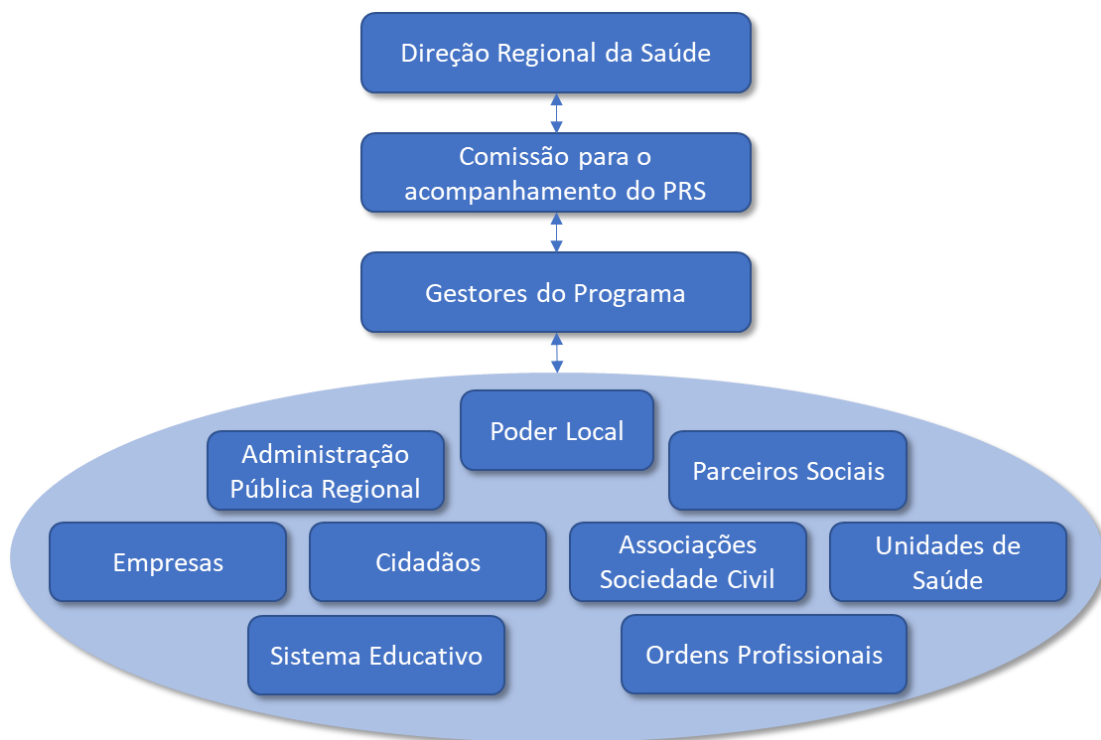 Direção Regional da Saúde
Comissão para o
acompanhamento do PRS
Gestores do Programa
Poder Local
Administração
Pública Regional
Parceiros Sociais
Empresas
Cidadãos
Associações
Sociedade Civil
Unidades de
Saúde
Sistema Educativo
Ordens Profissionais